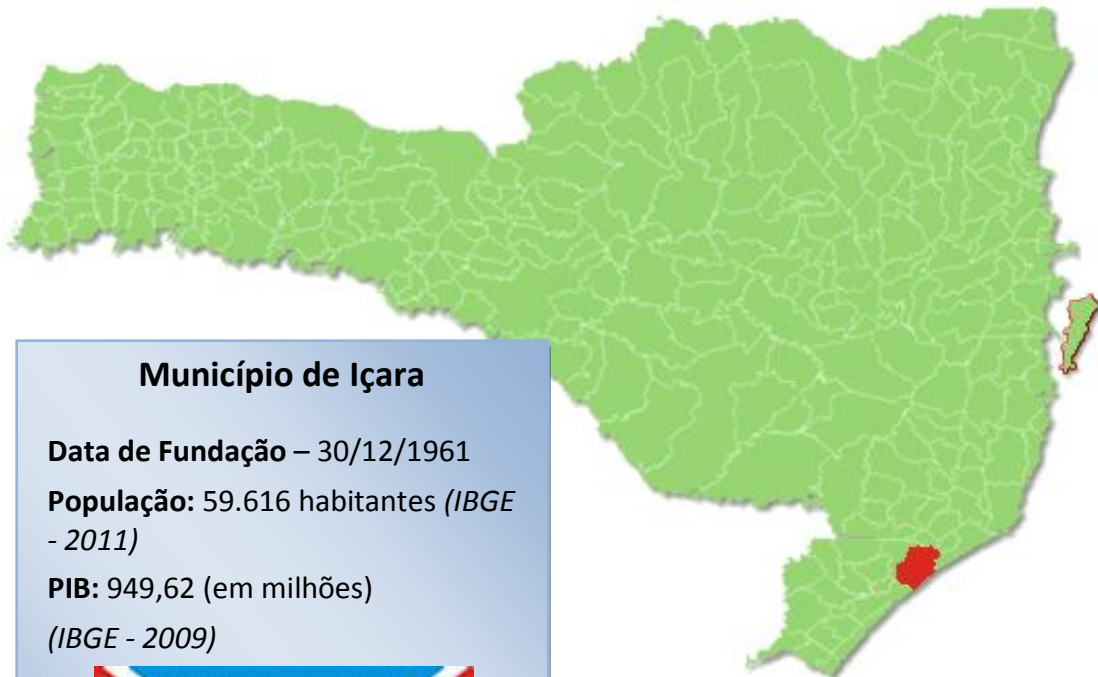 Município de Içara
Data de Fundação – 30/12/1961
População: 59.616 habitantes (IBGE
- 2011)
PIB: 949,62 (em milhões)
(IBGE - 2009)